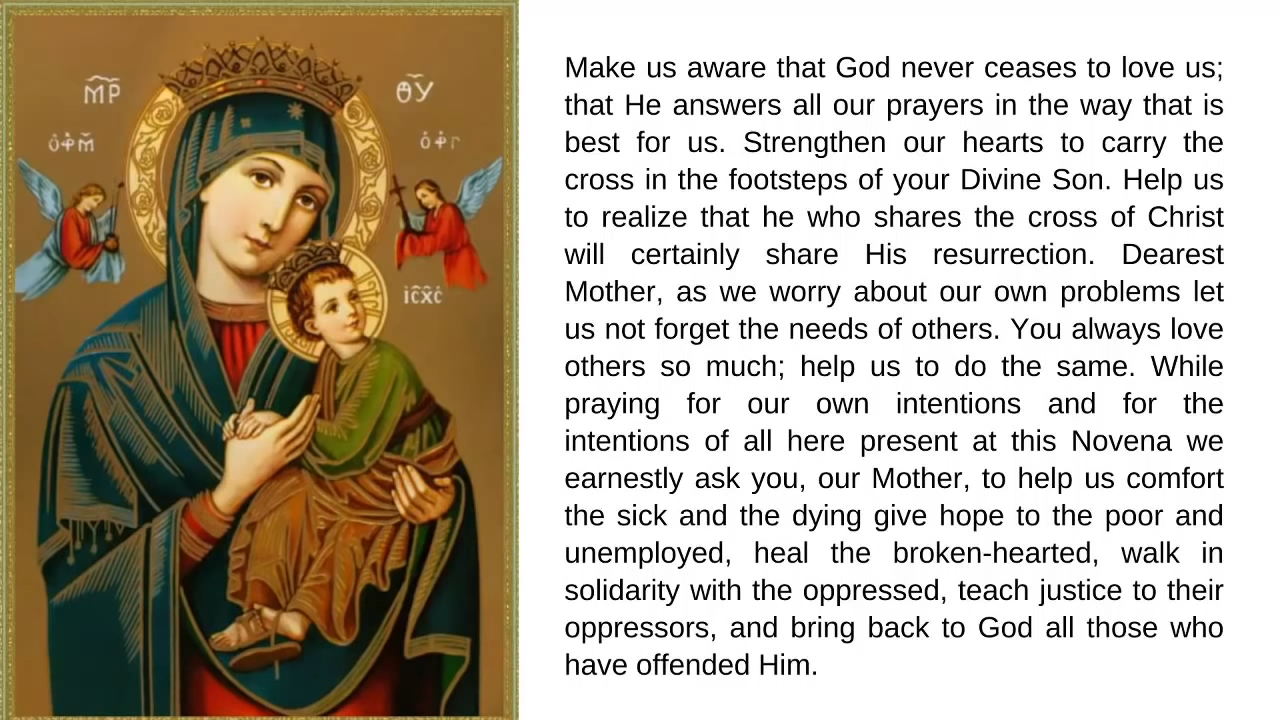 M͡P
Θ͡Y
ὀφM̆
ὀφΓ
ἰc͡xc
Make us aware that God never ceases to love us;
that He answers all our prayers in the way that is
best for us. Strengthen our hearts to carry the
cross in the footsteps of your Divine Son. Help us
to realize that he who shares the cross of Christ
will certainly share His resurrection. Dearest
Mother, as we worry about our own problems let
us not forget the needs of others. You always love
others so much; help us to do the same. While
praying for our own intentions and for the
intentions of all here present at this Novena we
earnestly ask you, our Mother, to help us comfort
the sick and the dying give hope to the poor and
unemployed, heal the broken-hearted, walk in
solidarity with the oppressed, teach justice to their
oppressors, and bring back to God all those who
have offended Him.